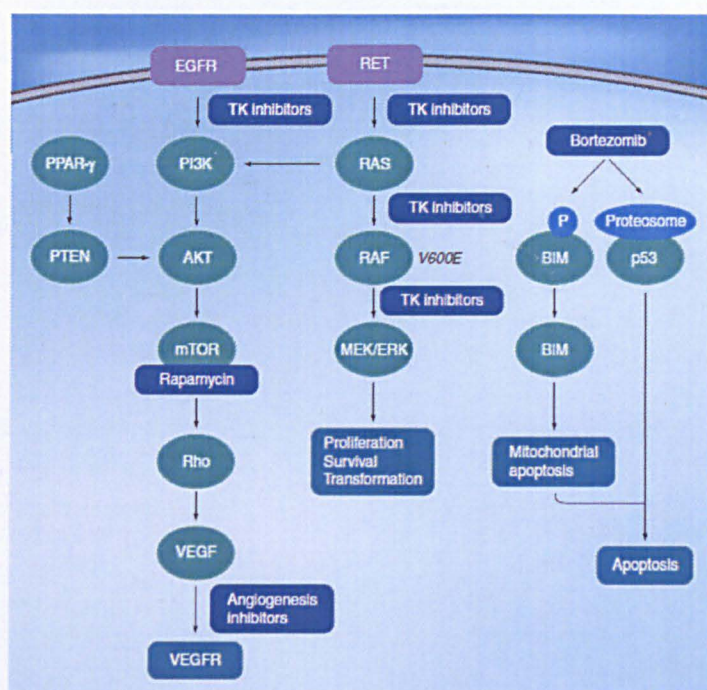 EGFR
RET
TK inhibitors
TK inhibitors
Bortezomib
PPAR-γ
PI3K
RAS
TK inhibitors
P
Proteosome
PTEN
AKT
RAF
V600E
BIM
p53
TK inhibitors
mTOR
Rapamycin
MEK/ERK
BIM
Rho
Proliferation
Survival
Transformation
Mitochondrial
apoptosis
VEGF
Apoptosis
Angiogenesis
inhibitors
VEGFR